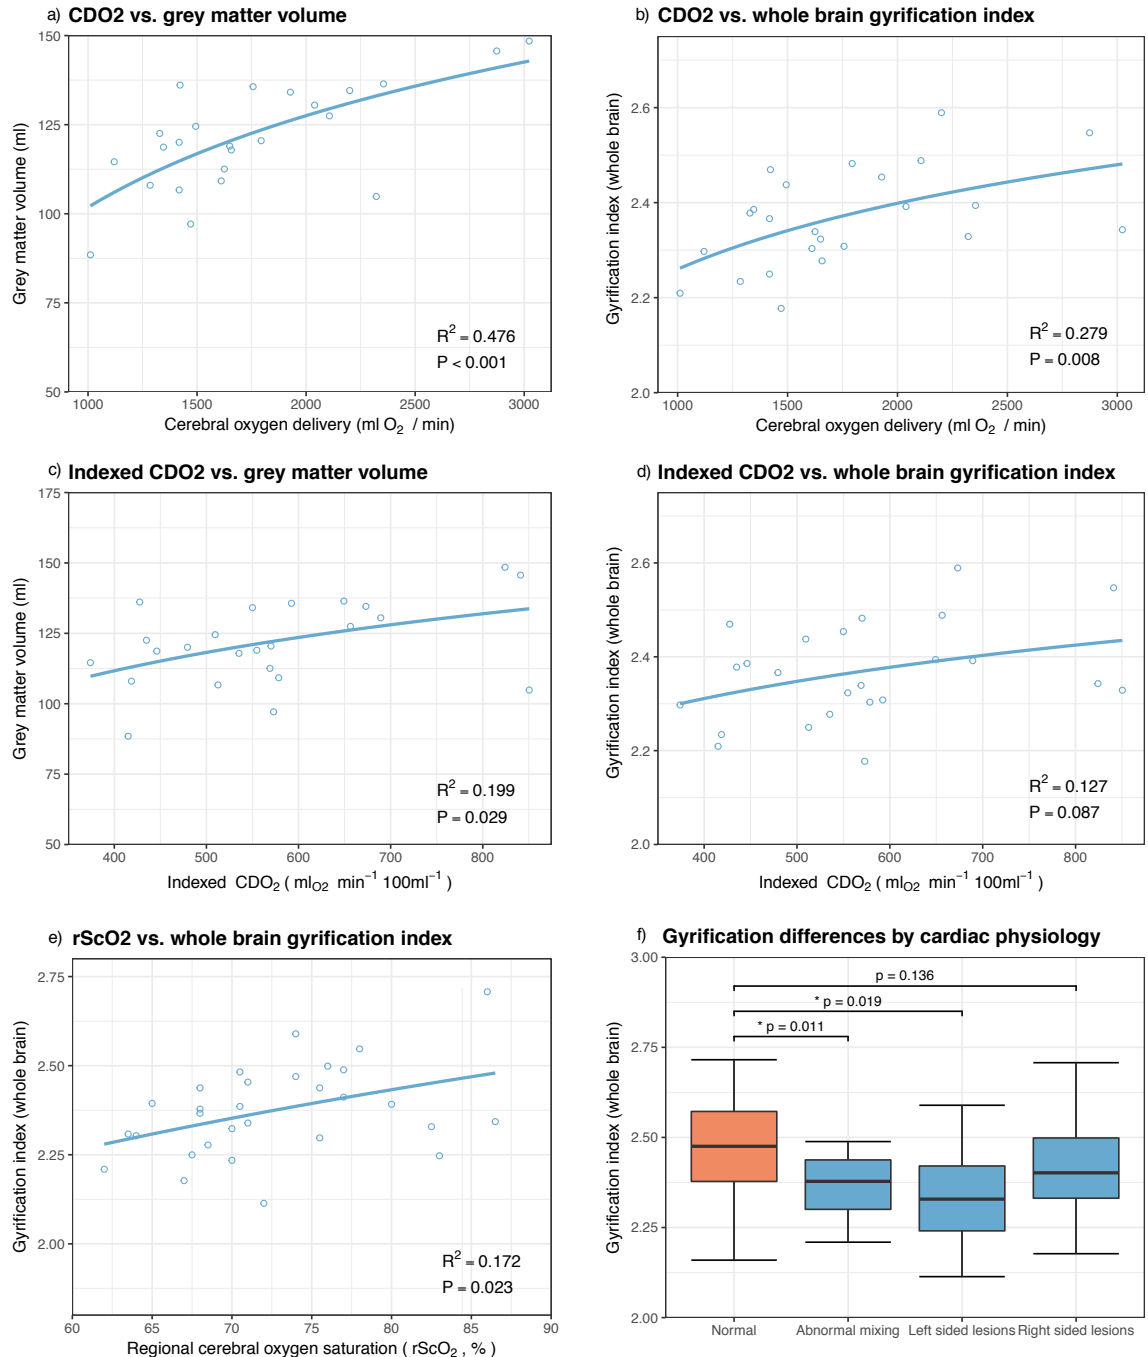 a) CDO2 vs. grey matter volume
150
125
100
75
50
Grey matter volume (ml)
R² = 0.476
P < 0.001
1000 1500 2000 2500 3000
Cerebral oxygen delivery (ml O₂ / min)
b) CDO2 vs. whole brain gyrification index
2.6
2.4
2.2
2.0
Gyrification index (whole brain)
R² = 0.279
P = 0.008
1000 1500 2000 2500 3000
Cerebral oxygen delivery (ml O₂ / min)
c) Indexed CDO2 vs. grey matter volume
175
150
125
100
75
50
Grey matter volume (ml)
R² = 0.199
P = 0.029
400 500 600 700 800
Indexed CDO₂ ( ml_O2 min⁻¹ 100ml⁻¹ )
d) Indexed CDO2 vs. whole brain gyrification index
2.6
2.4
2.2
2.0
Gyrification index (whole brain)
R² = 0.127
P = 0.087
400 500 600 700 800
Indexed CDO₂ ( ml_O2 min⁻¹ 100ml⁻¹ )
e) rScO2 vs. whole brain gyrification index
2.75
2.50
2.25
2.00
Gyrification index (whole brain)
R² = 0.172
P = 0.023
60 65 70 75 80 85 90
Regional cerebral oxygen saturation ( rScO₂ , % )
f) Gyrification differences by cardiac physiology
3.00
2.75
2.50
2.25
2.00
Gyrification index (whole brain)
p = 0.136
* p = 0.019
* p = 0.011
Normal Abnormal mixing Left sided lesions Right sided lesions